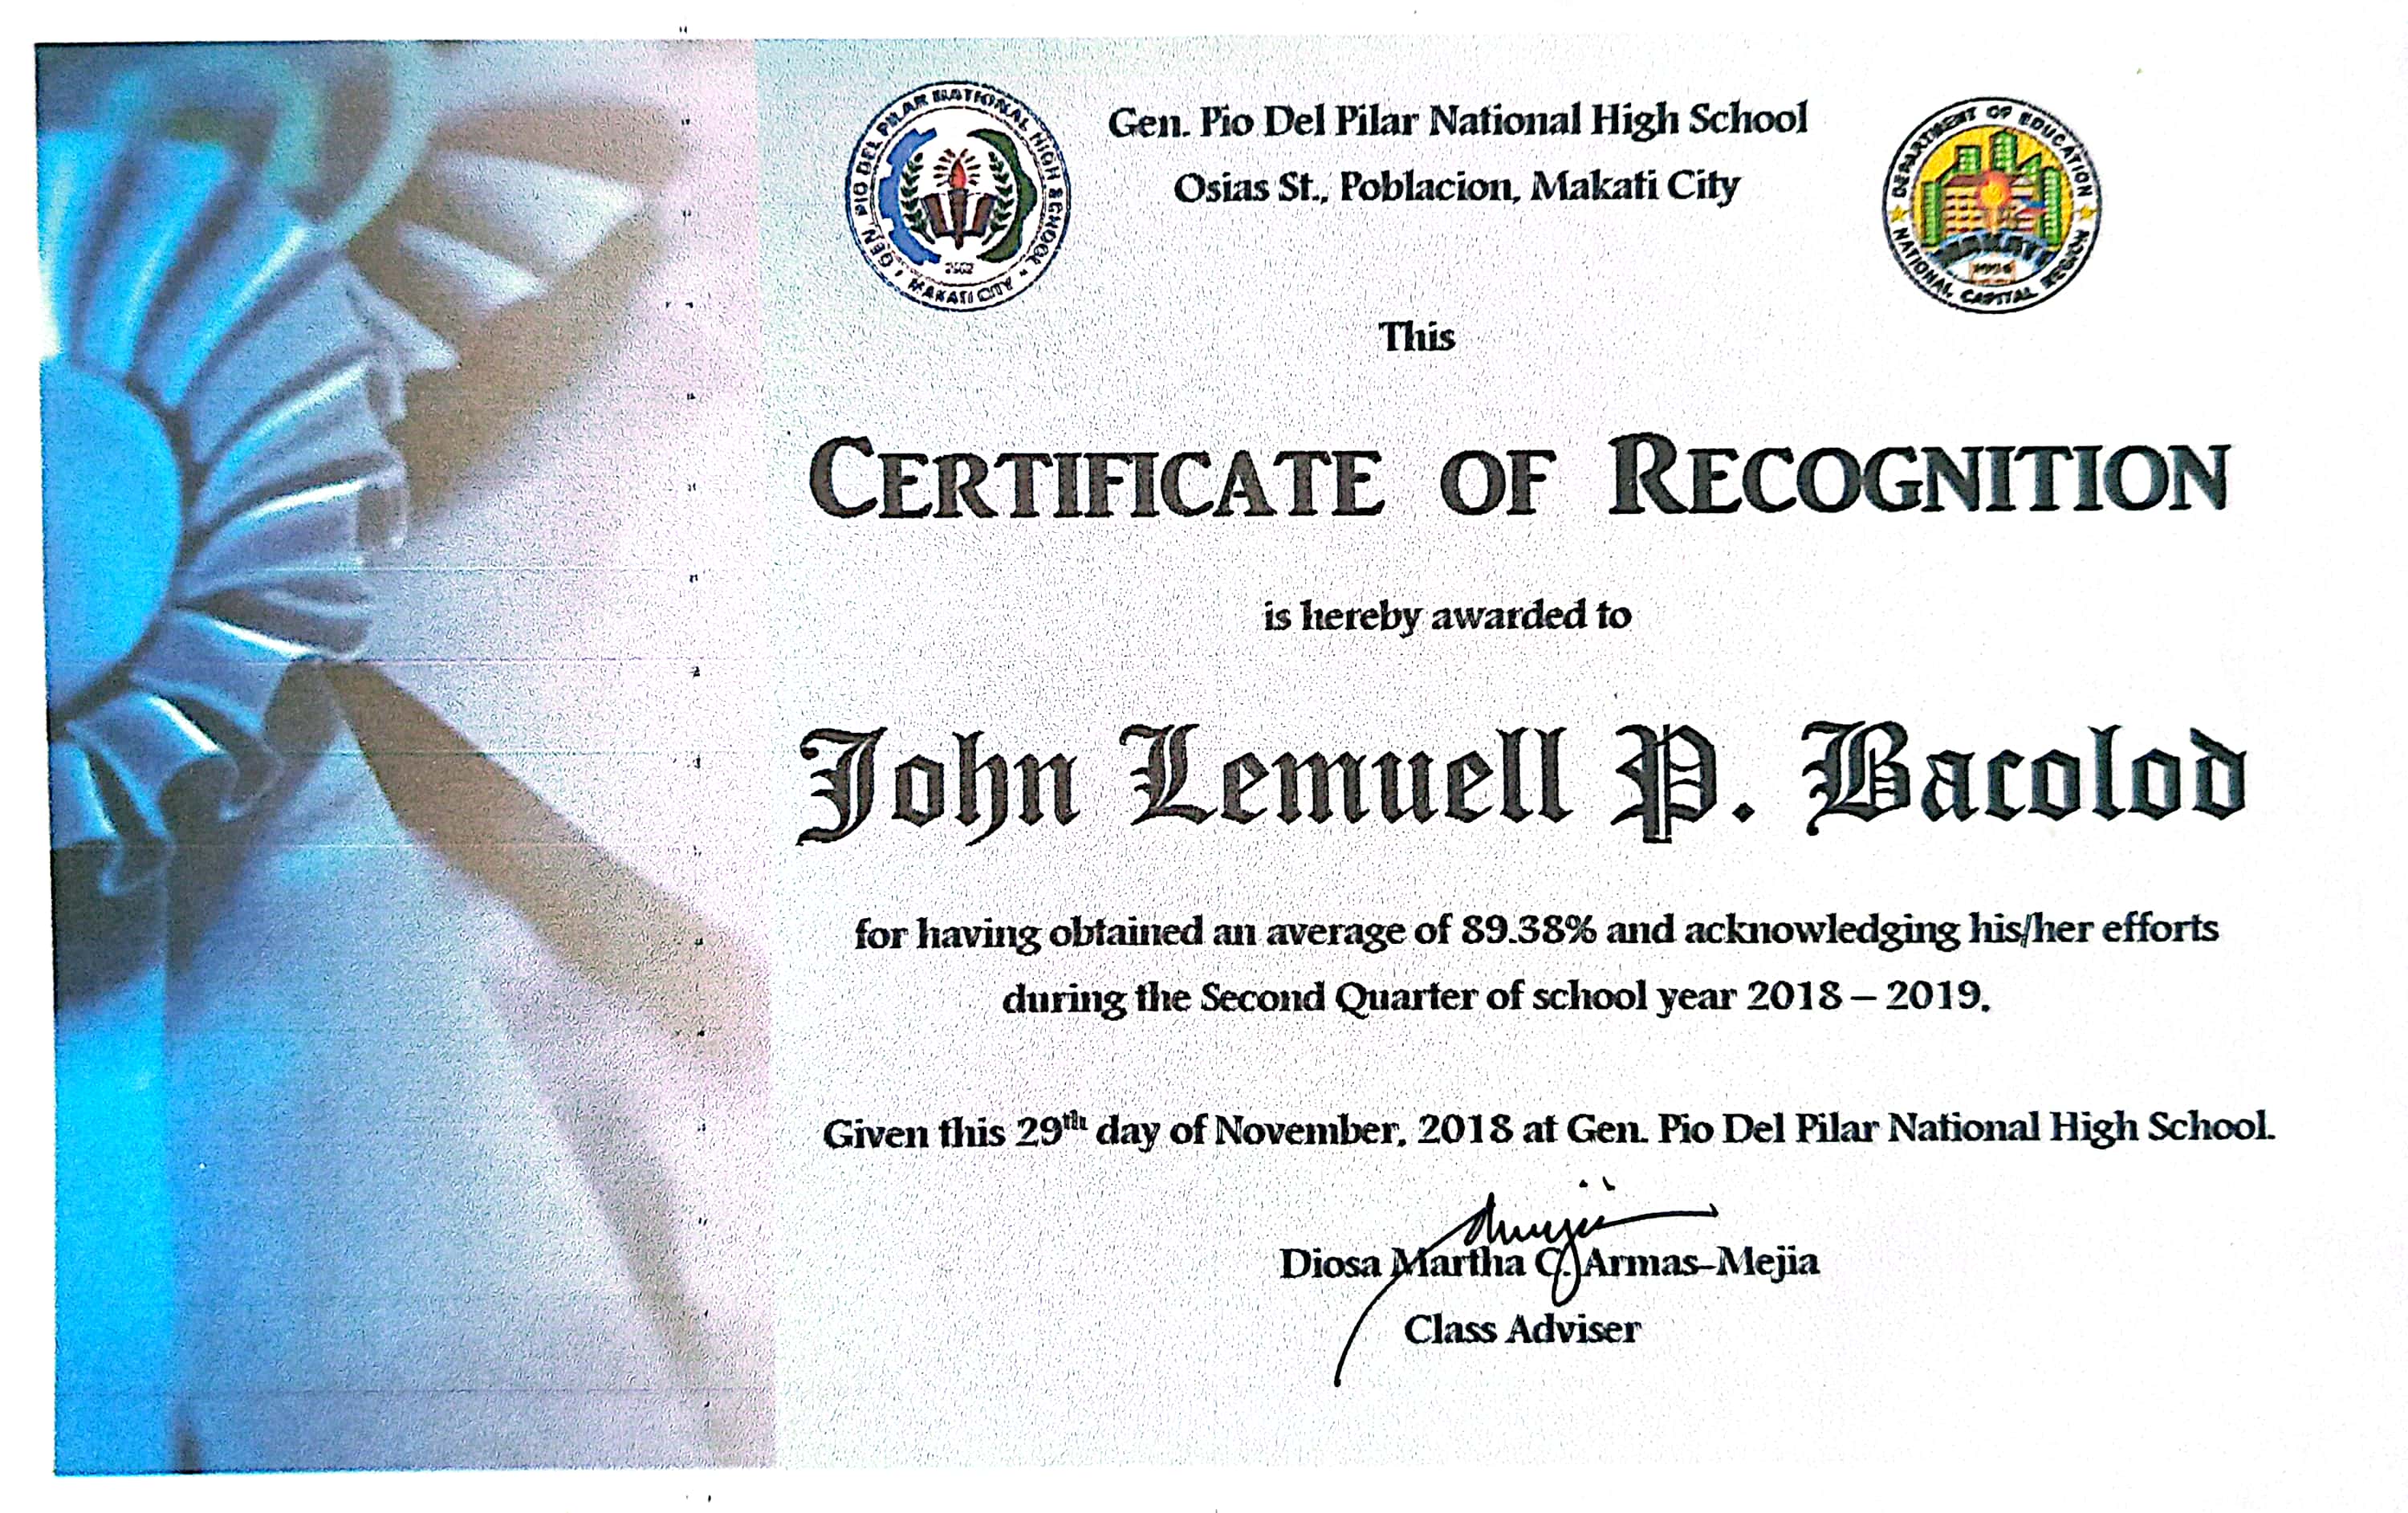 Gen. Pio Del Pilar National High School
Osias St., Poblacion, Makati City
GEN. PIO DEL PILAR NATIONAL HIGH SCHOOL
MAKATI CITY
DEPARTMENT OF EDUCATION
NATIONAL CAPITAL REGION
MAKATI
This
CERTIFICATE OF RECOGNITION
is hereby awarded to
John Lemuell P. Bacolod
for having obtained an average of 89.38% and acknowledging his/her efforts
during the Second Quarter of school year 2018 – 2019.
Given this 29th day of November, 2018 at Gen. Pio Del Pilar National High School.
Diosa Martha C. Armas-Mejia
Class Adviser